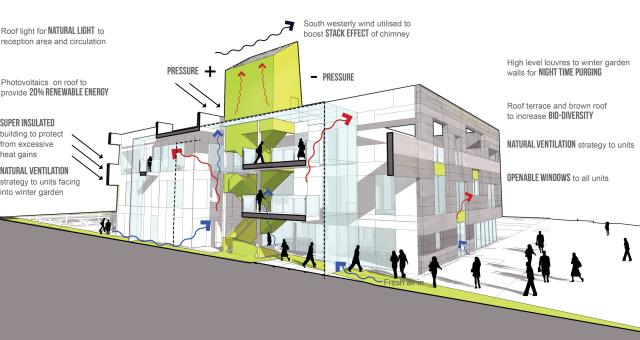 Roof light for NATURAL LIGHT to
reception area and circulation
Photovoltaics on roof to
provide 20% RENEWABLE ENERGY
SUPER INSULATED
building to protect
from excessive
heat gains
NATURAL VENTILATION
strategy to units facing
into winter garden
PRESSURE +
South westerly wind utilised to
boost STACK EFFECT of chimney
- PRESSURE
High level louvres to winter garden
walls for NIGHT TIME PURGING
Roof terrace and brown roof
to increase BIO-DIVERSITY
NATURAL VENTILATION strategy to units
OPENABLE WINDOWS to all units
Fresh air in